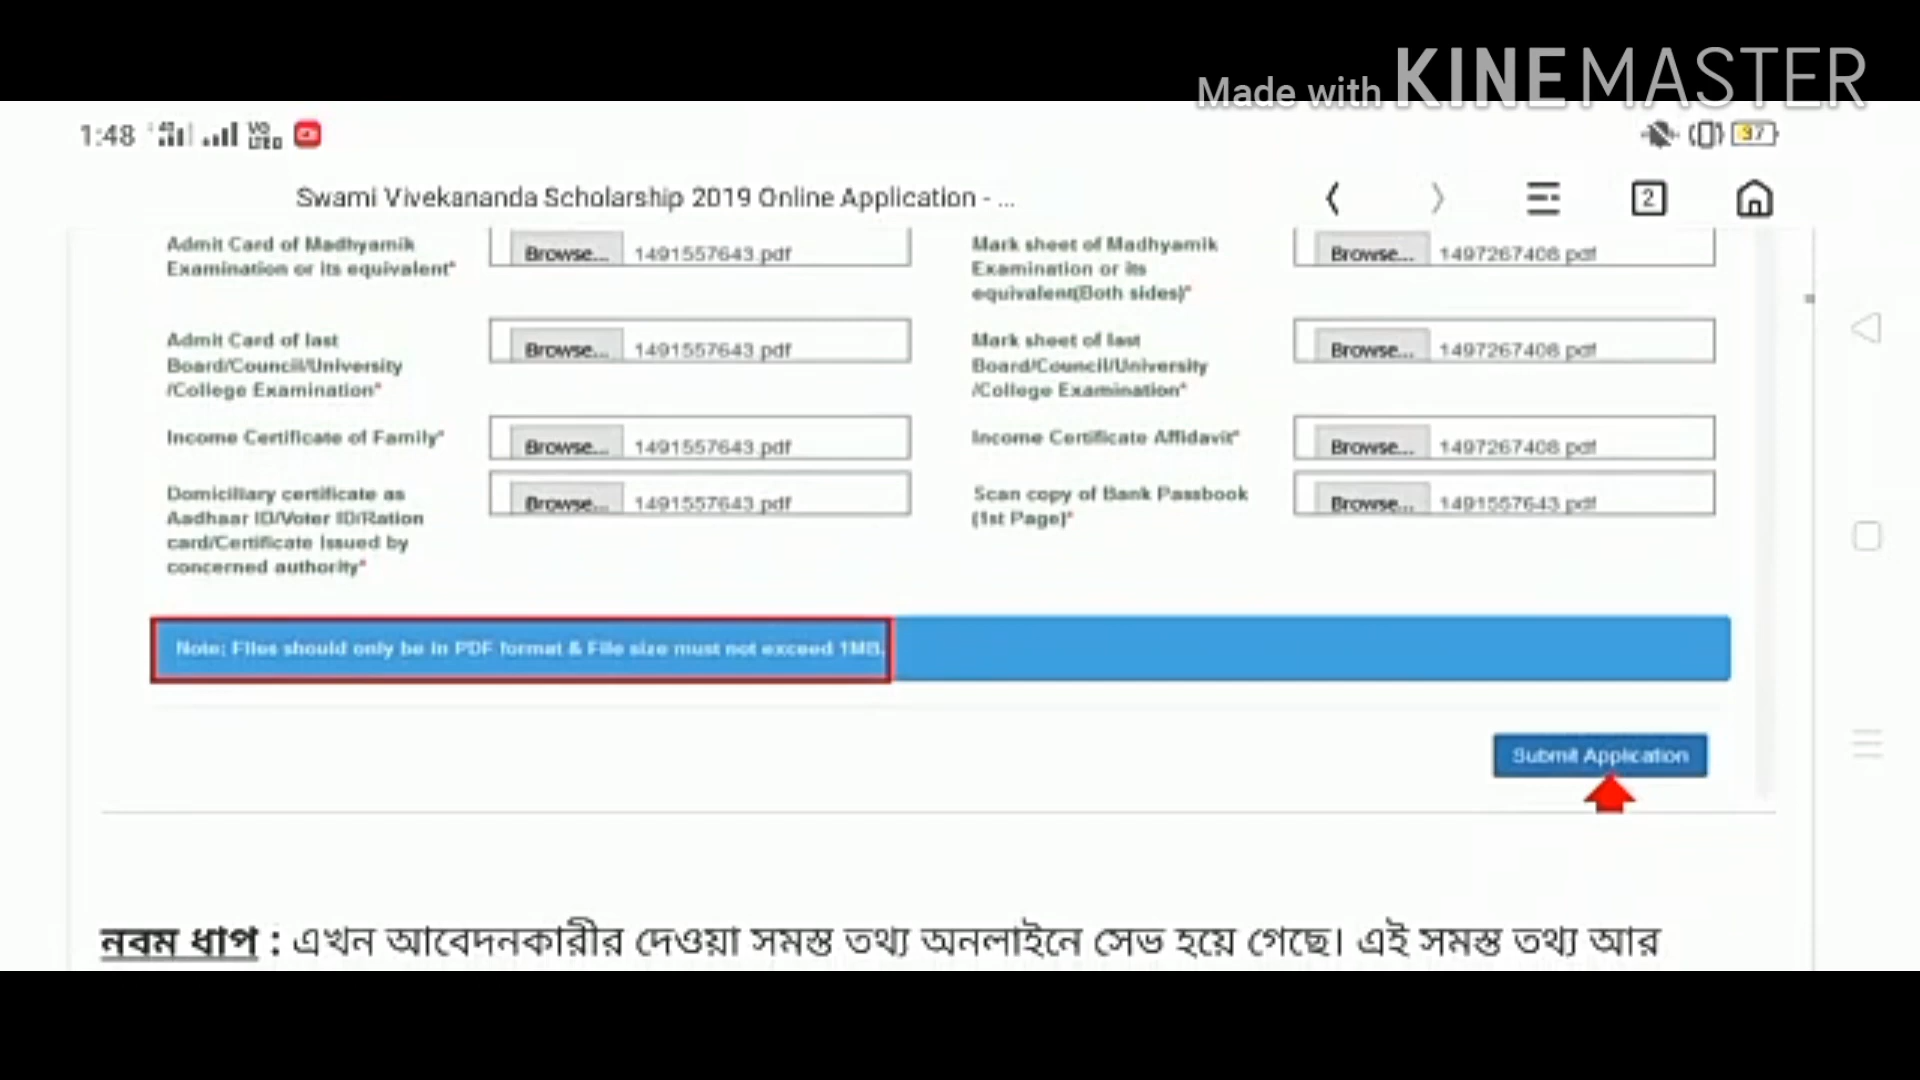 Made with KINEMASTER
1:48
37
Swami Vivekananda Scholarship 2019 Online Application - ...
2
Admit Card of Madhyamik
Examination or its equivalent*
Browse... 1491557643.pdf
Mark sheet of Madhyamik
Examination or its
equivalent(Both sides)*
Browse... 1497267408.pdf
Admit Card of last
Board/Council/University
/College Examination*
Browse... 1491557643.pdf
Mark sheet of last
Board/Council/University
/College Examination*
Browse... 1497267408.pdf
Income Certificate of Family*
Browse... 1491557643.pdf
Income Certificate Affidavit*
Browse... 1497267408.pdf
Domiciliary certificate as
Aadhaar ID/Voter ID/Ration
card/Certificate Issued by
concerned authority*
Browse... 1491557643.pdf
Scan copy of Bank Passbook
(1st Page)*
Browse... 1491557643.pdf
Note: Files should only be in PDF format & File size must not exceed 1MB.
Submit Application
নবম ধাপ : এখন আবেদনকারীর দেওয়া সমস্ত তথ্য অনলাইনে সেভ হয়ে গেছে। এই সমস্ত তথ্য আর